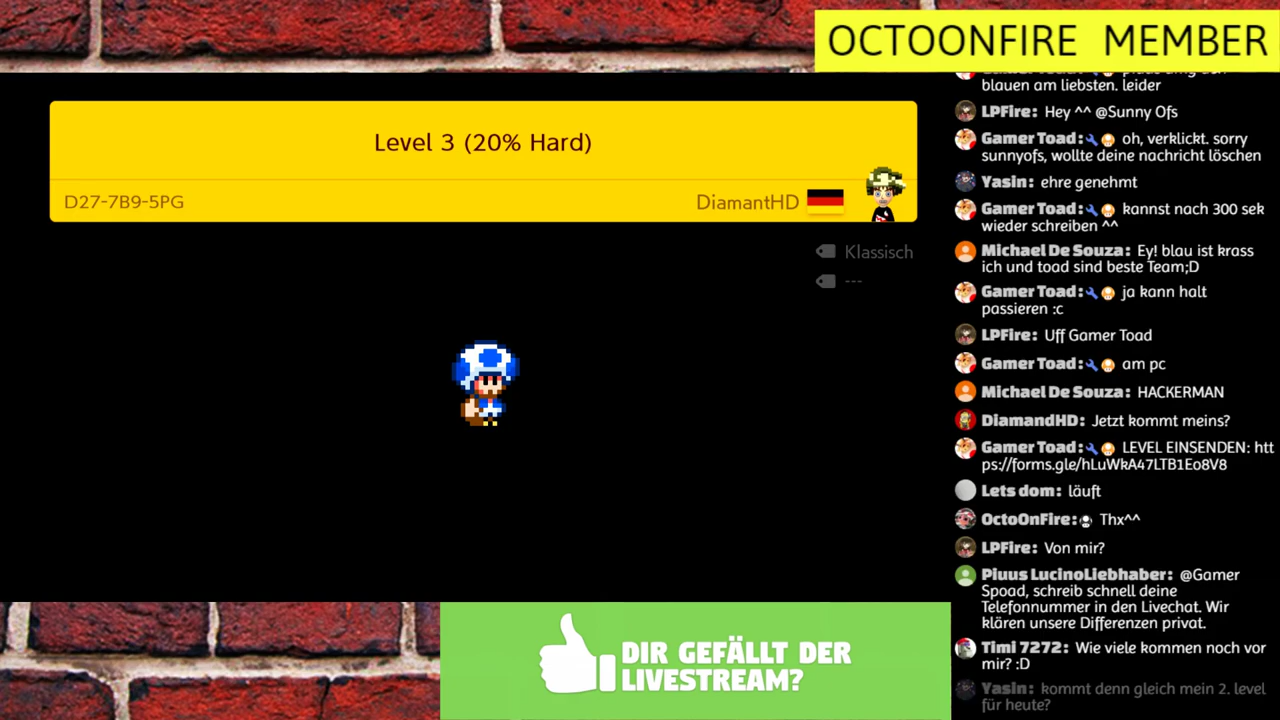 OCTOONFIRE MEMBER
Level 3 (20% Hard)
D27-7B9-5PG
DiamantHD
Klassisch
---
DIR GEFÄLLT DER
LIVESTREAM?
blauen am liebsten. leider
LPFire: Hey ^^ @Sunny Ofs
Gamer Toad: oh, verklickt. sorry
sunnyofs, wollte deine nachricht löschen
Yasin: ehre genehmt
Gamer Toad: kannst nach 300 sek
wieder schreiben ^^
Michael De Souza: Ey! blau ist krass
ich und toad sind beste Team;D
Gamer Toad: ja kann halt
passieren :c
LPFire: Uff Gamer Toad
Gamer Toad: am pc
Michael De Souza: HACKERMAN
DiamandHD: Jetzt kommt meins?
Gamer Toad: LEVEL EINSENDEN: htt
ps://forms.gle/hLuWkA47LTB1Eo8V8
Lets dom: läuft
OctoOnFire: Thx^^
LPFire: Von mir?
Piuus LucinoLiebhaber: @Gamer
Spoad, schreib schnell deine
Telefonnummer in den Livechat. Wir
klären unsere Differenzen privat.
Timi 7272: Wie viele kommen noch vor
mir? :D
Yasin: kommt denn gleich mein 2. level
für heute?